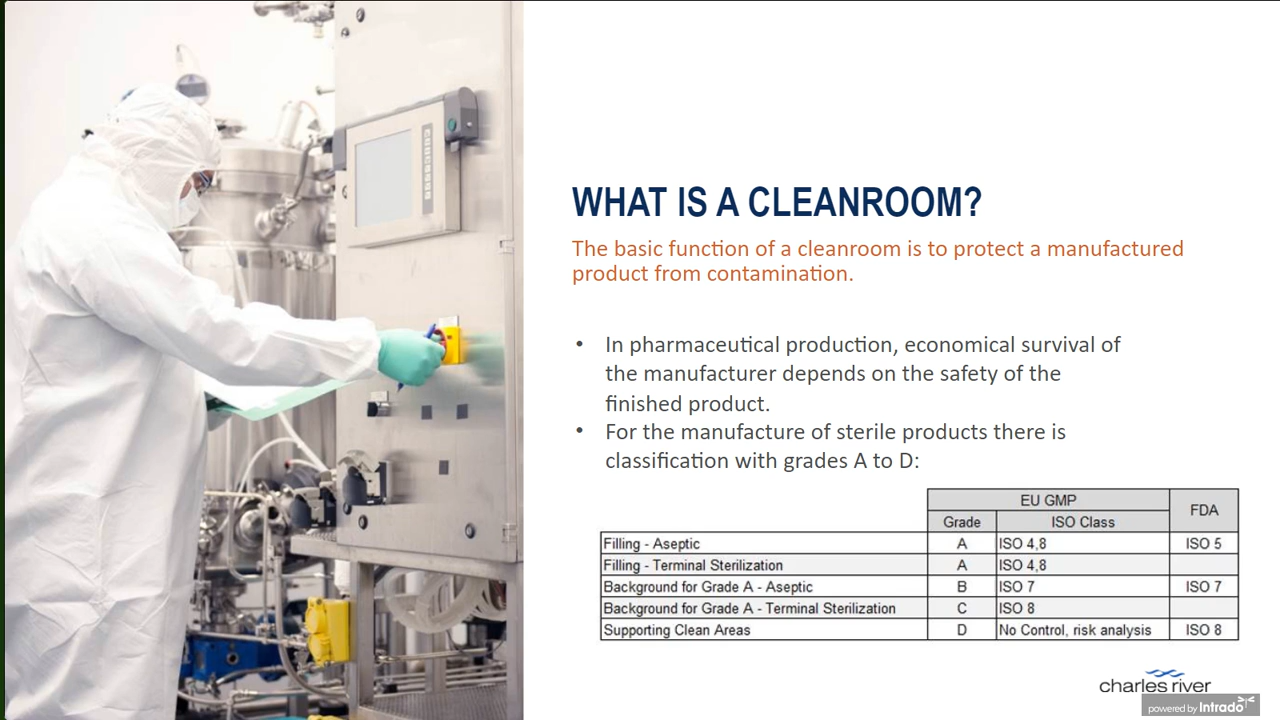 WHAT IS A CLEANROOM?
The basic function of a cleanroom is to protect a manufactured
product from contamination.
• In pharmaceutical production, economical survival of
the manufacturer depends on the safety of the
finished product.
• For the manufacture of sterile products there is
classification with grades A to D:
EU GMP FDA
Grade ISO Class
Filling - Aseptic A ISO 4,8 ISO 5
Filling - Terminal Sterilization A ISO 4,8
Background for Grade A - Aseptic B ISO 7 ISO 7
Background for Grade A - Terminal Sterilization C ISO 8
Supporting Clean Areas D No Control, risk analysis ISO 8
charles river
powered by Intrado